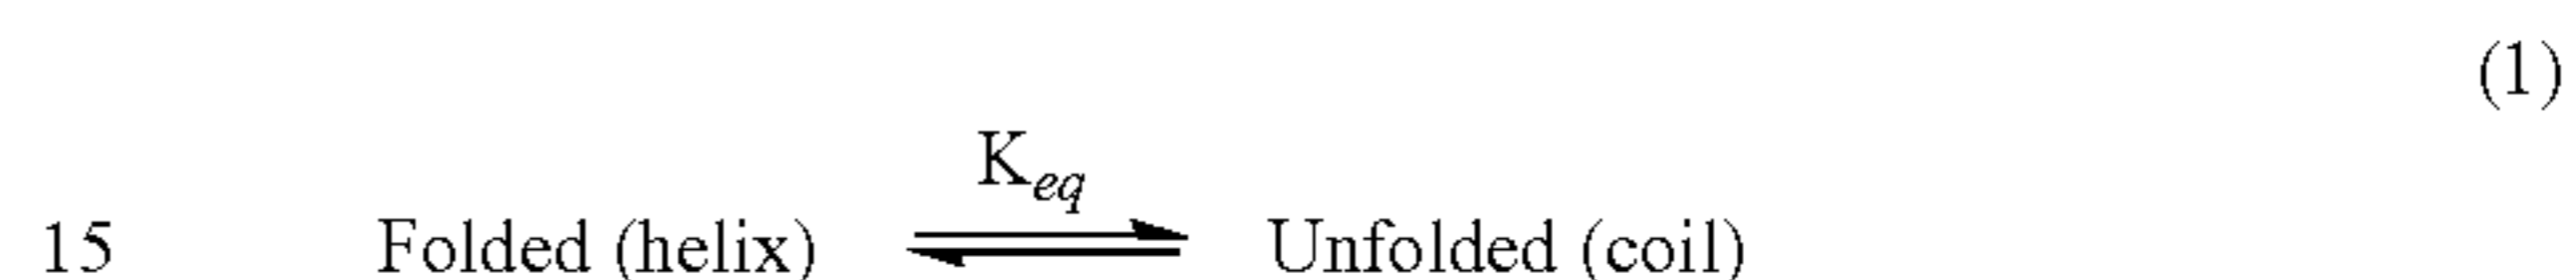 (1)
K_eq
15 Folded (helix) ⇌ Unfolded (coil)